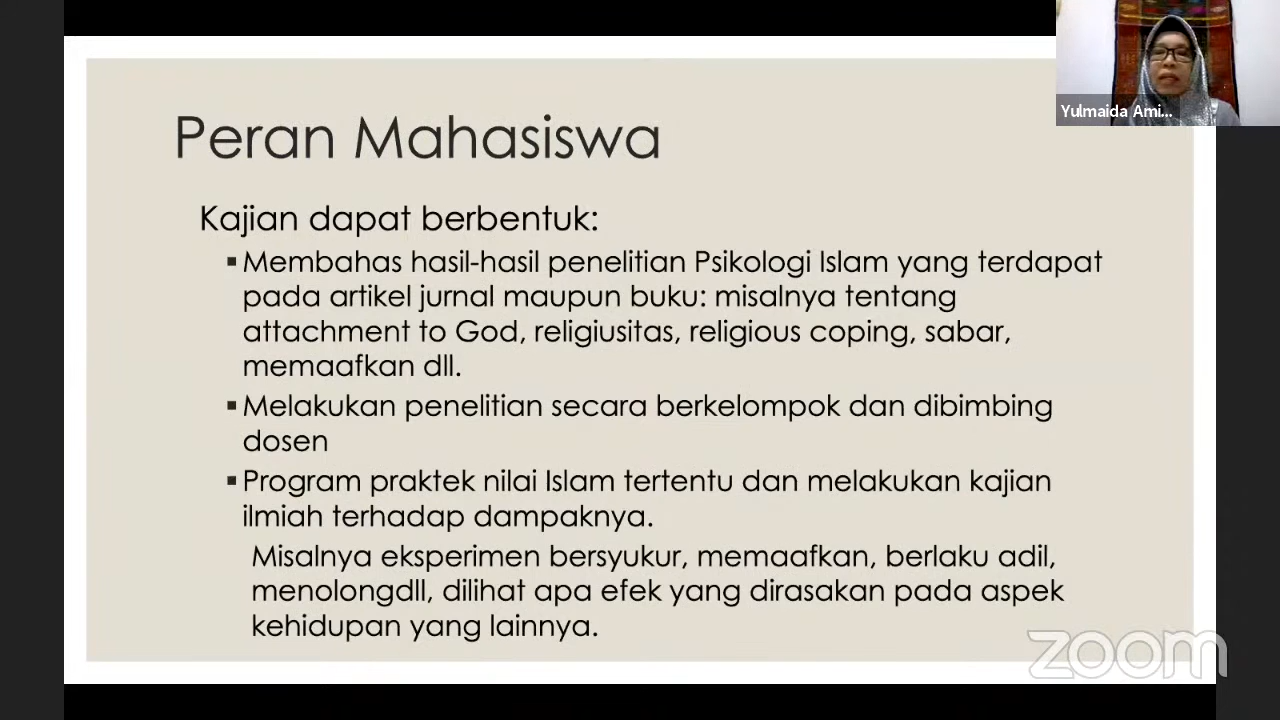 Peran Mahasiswa
Kajian dapat berbentuk:
▪Membahas hasil-hasil penelitian Psikologi Islam yang terdapat
pada artikel jurnal maupun buku: misalnya tentang
attachment to God, religiusitas, religious coping, sabar,
memaafkan dll.
▪Melakukan penelitian secara berkelompok dan dibimbing
dosen
▪Program praktek nilai Islam tertentu dan melakukan kajian
ilmiah terhadap dampaknya.
Misalnya eksperimen bersyukur, memaafkan, berlaku adil,
menolongdll, dilihat apa efek yang dirasakan pada aspek
kehidupan yang lainnya.
Yulmaida Ami...
zoom